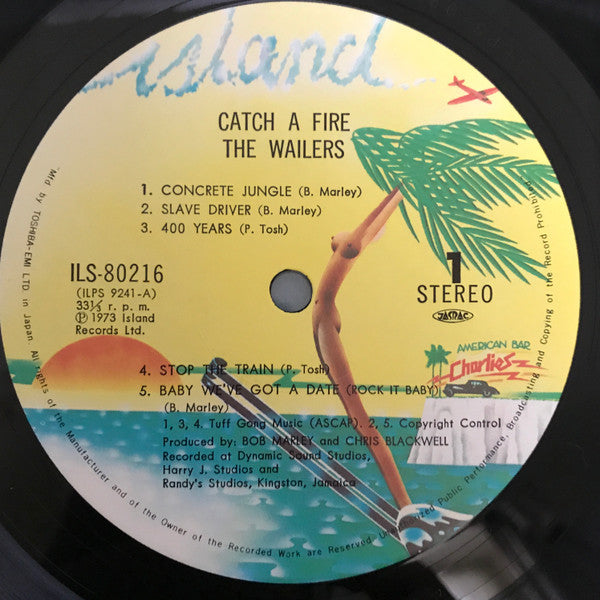 island
CATCH A FIRE
THE WAILERS
1. CONCRETE JUNGLE (B. Marley)
2. SLAVE DRIVER (B. Marley)
3. 400 YEARS (P. Tosh)
ILS-80216
(ILPS 9241-A)
33⅓ r. p. m.
Ⓟ 1973 Island
Records Ltd.
1
STEREO
JASRAC
AMERICAN BAR
Charlies
4. STOP THE TRAIN (P. Tosh)
5. BABY WE'VE GOT A DATE (ROCK IT BABY)
(B. Marley)
1, 3, 4. Tuff Gong Music (ASCAP). 2, 5. Copyright Control
Produced by: BOB MARLEY and CHRIS BLACKWELL
Recorded at Dynamic Sound Studios,
Harry J. Studios and
Randy's Studios, Kingston, Jamaica
"Mfd by TOSHIBA-EMI LTD in Japan. All rights of the Manufacturer and of the Owner of the Recorded Work are Reserved. Unauthorized Public Performance, Broadcasting and Copying of the Record Prohibited